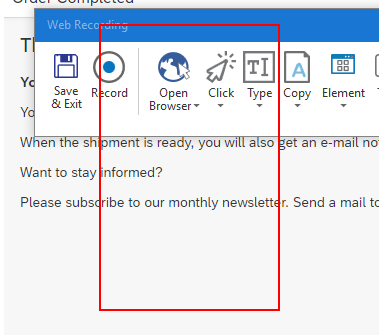 Order Completed
Web Recording
Th
Save & Exit
Record
Open Browser
Click
TI
Type
A
Copy
Element
T
Yo
Yo
When the shipment is ready, you will also get an e-mail no
Want to stay informed?
Please subscribe to our monthly newsletter. Send a mail to